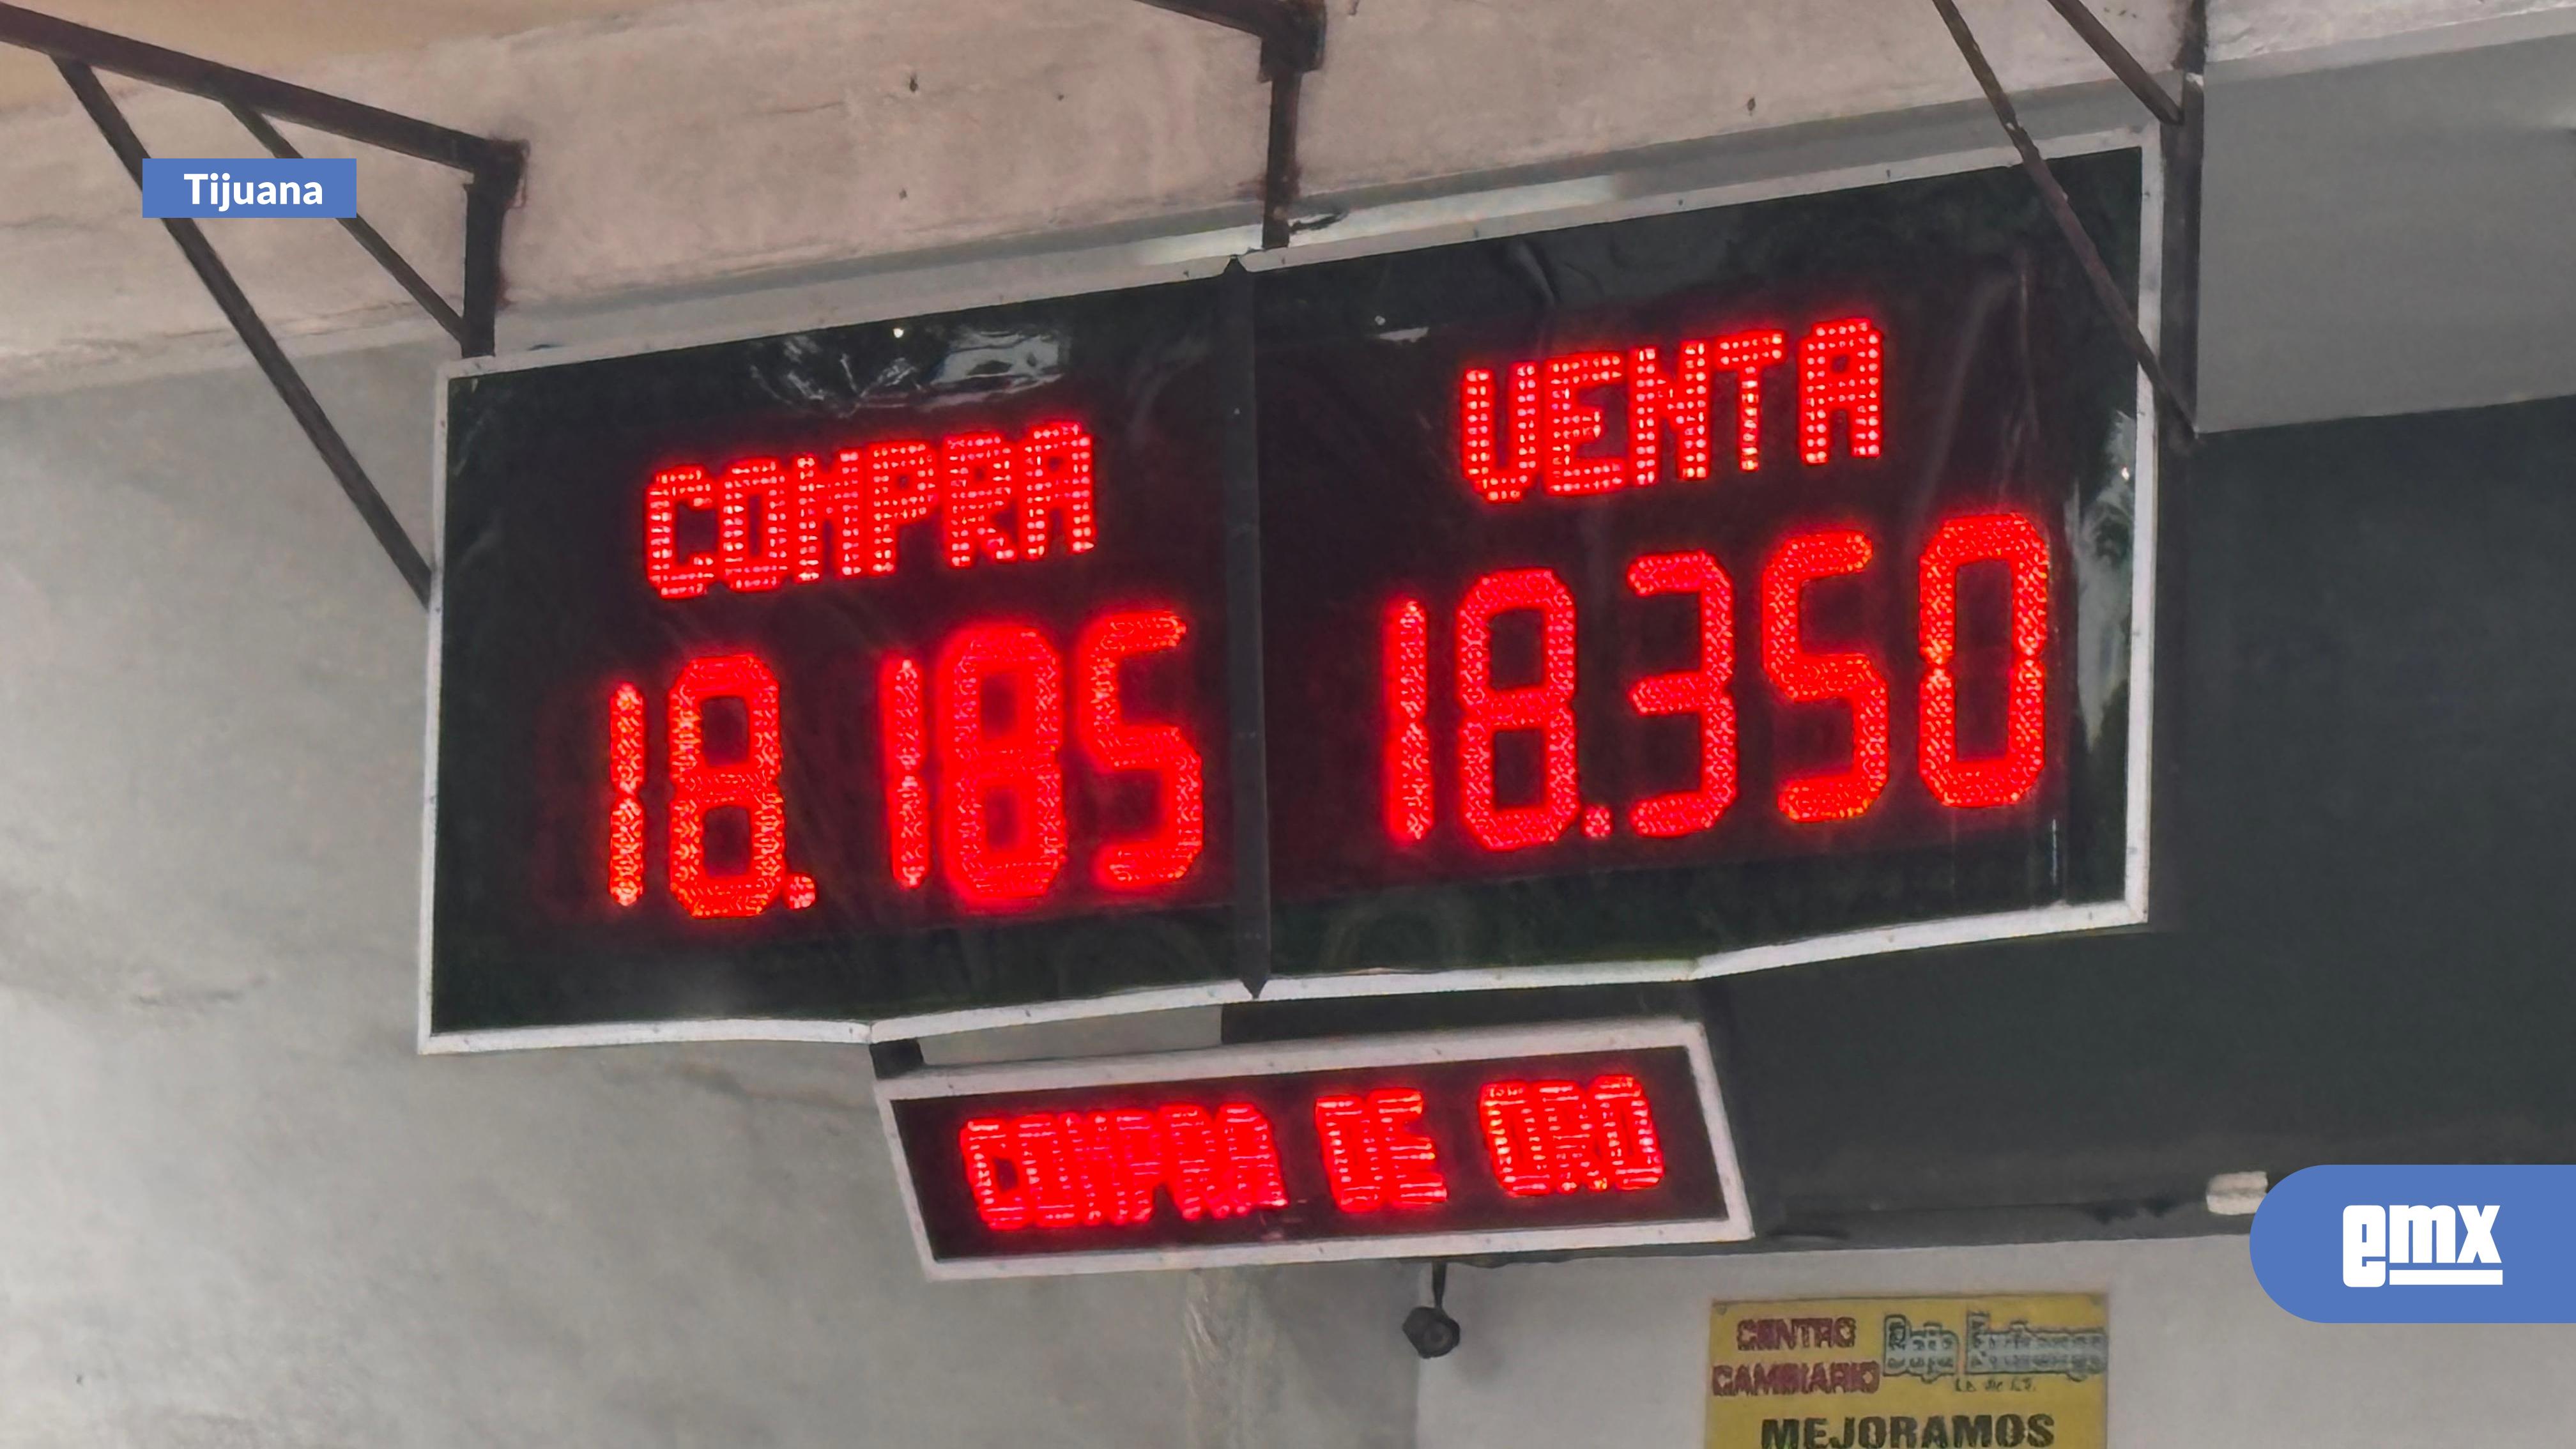 Tijuana
COMPRA
18.185
VENTA
18.350
COMPRA DE ORO
emx
CENTRO
CAMBIARIO
MEJORAMOS